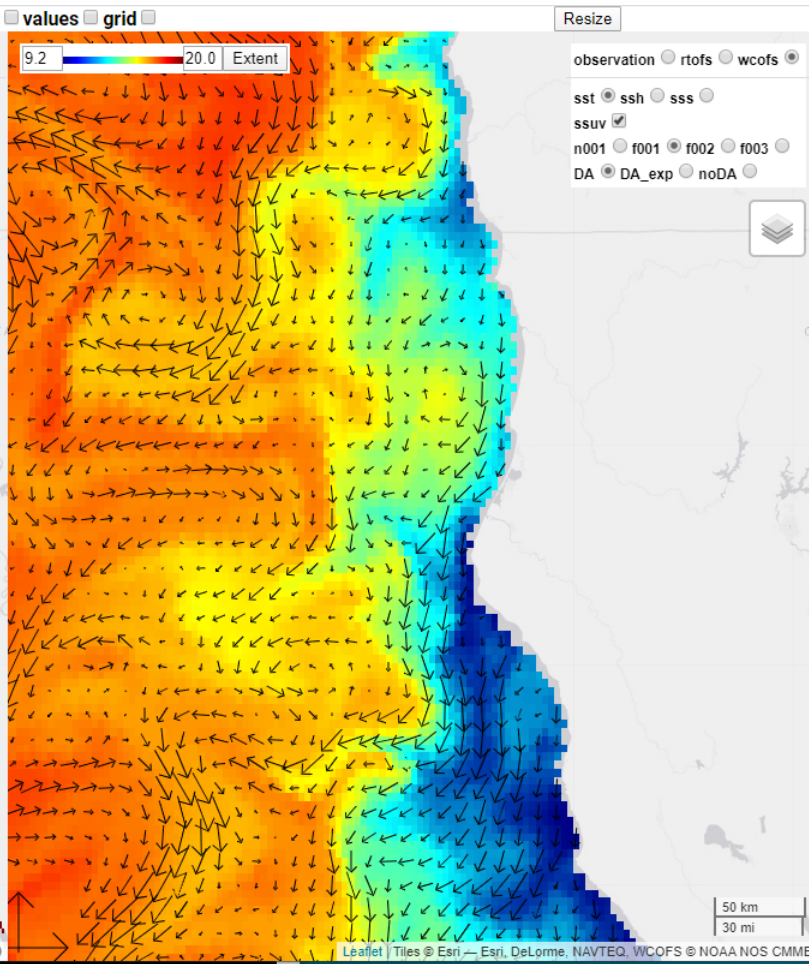 values grid
Resize
9.2 20.0 Extent
observation rtofs wcofs
sst ssh sss
ssuv
n001 f001 f002 f003
DA DA_exp noDA
50 km
30 mi
Leaflet | Tiles © Esri — Esri, DeLorme, NAVTEQ, WCOFS © NOAA NOS CMMB